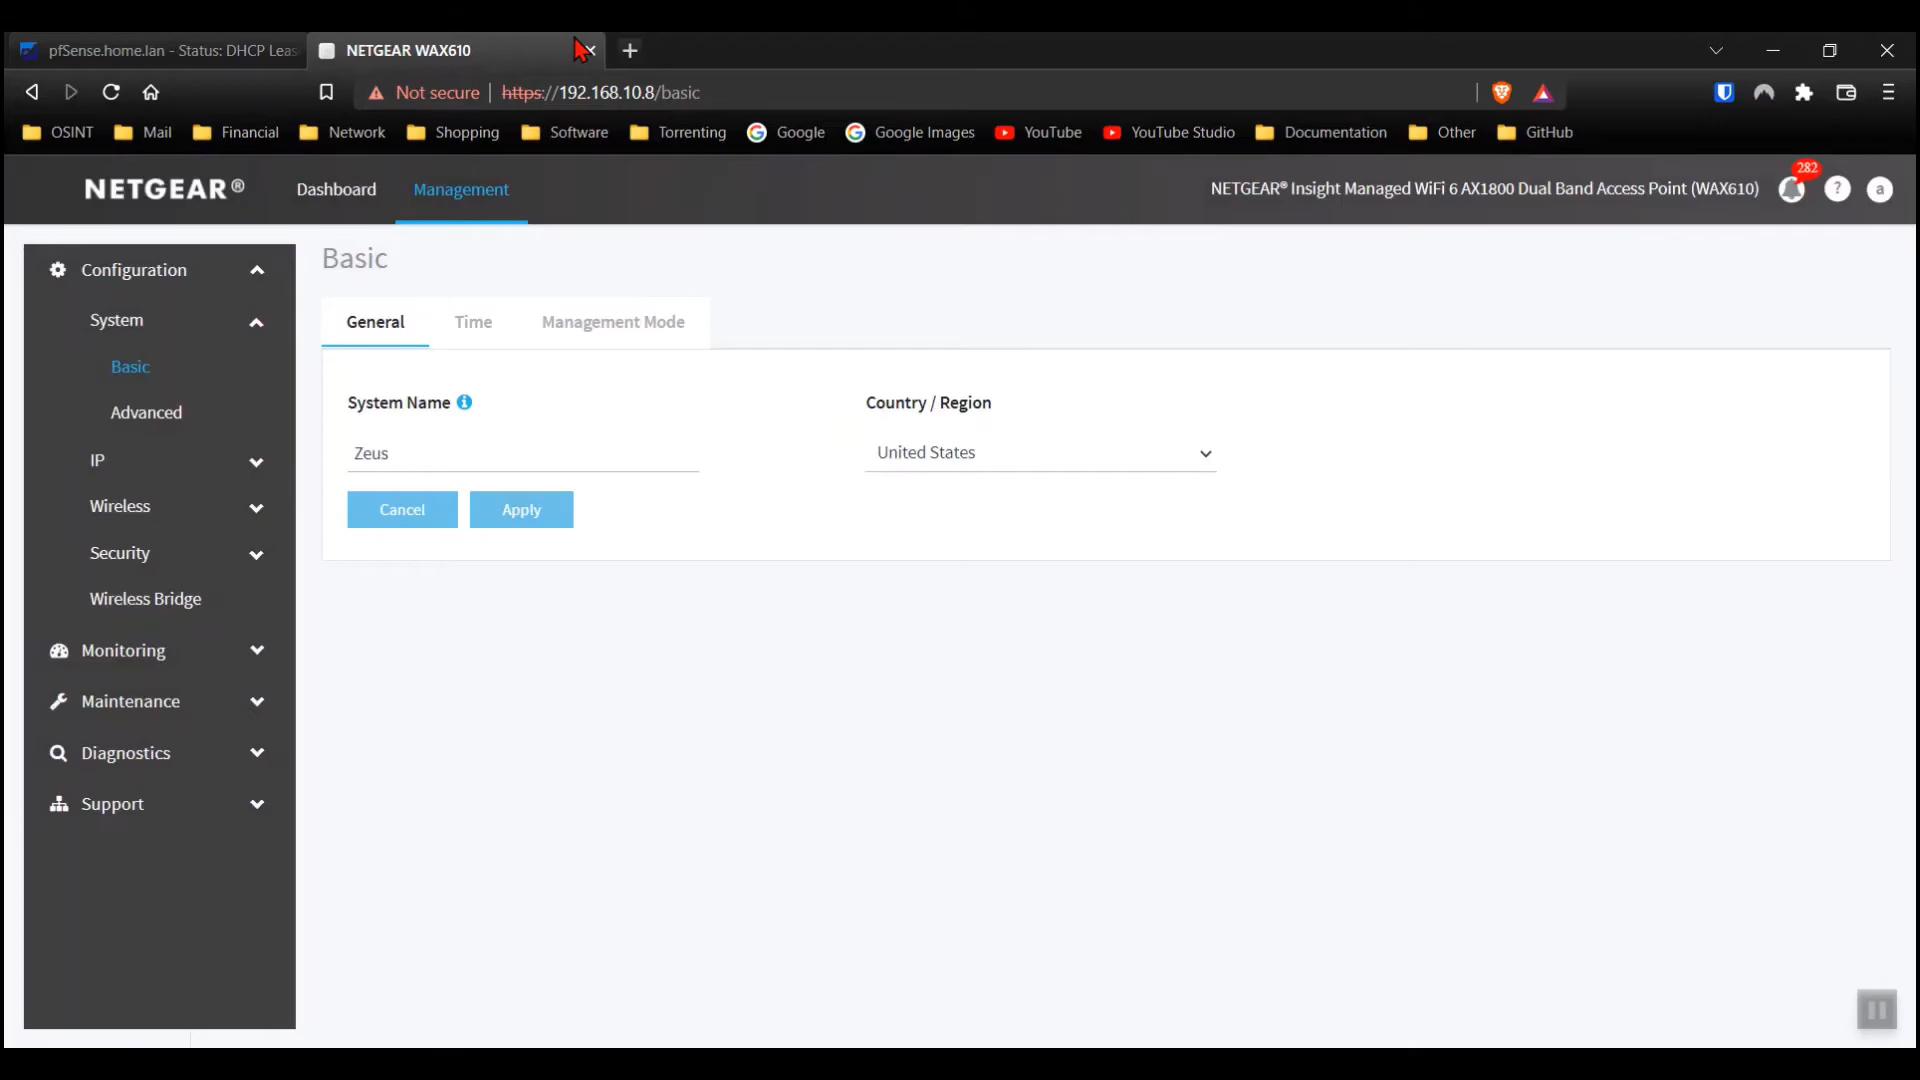 pfSense.home.lan - Status: DHCP Leas
NETGEAR WAX610
Not secure | https://192.168.10.8/basic
OSINT Mail Financial Network Shopping Software Torrenting Google Google Images YouTube YouTube Studio Documentation Other GitHub
NETGEAR® Dashboard Management NETGEAR® Insight Managed WiFi 6 AX1800 Dual Band Access Point (WAX610) 282 ? a
Configuration
System
Basic
Advanced
IP
Wireless
Security
Wireless Bridge
Monitoring
Maintenance
Diagnostics
Support
Basic
General Time Management Mode
System Name Country / Region
Zeus United States
Cancel Apply